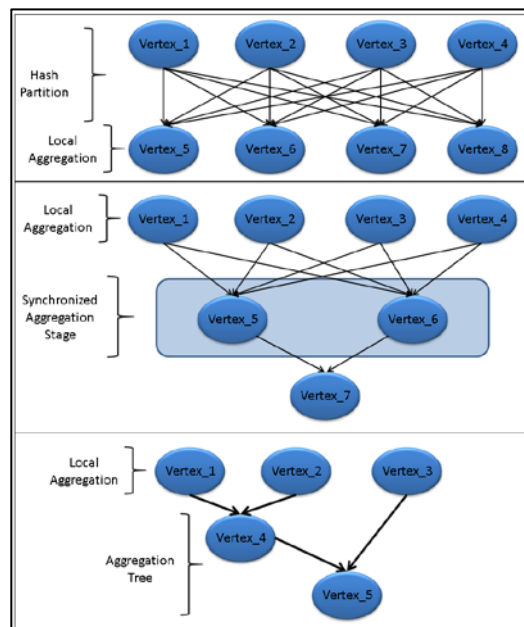 Vertex_1 Vertex_2 Vertex_3 Vertex_4
Hash
Partition
Local
Aggregation
Vertex_5 Vertex_6 Vertex_7 Vertex_8
Local
Aggregation
Vertex_1 Vertex_2 Vertex_3 Vertex_4
Synchronized
Aggregation
Stage
Vertex_5 Vertex_6
Vertex_7
Local
Aggregation
Vertex_1 Vertex_2 Vertex_3
Vertex_4
Aggregation
Tree
Vertex_5